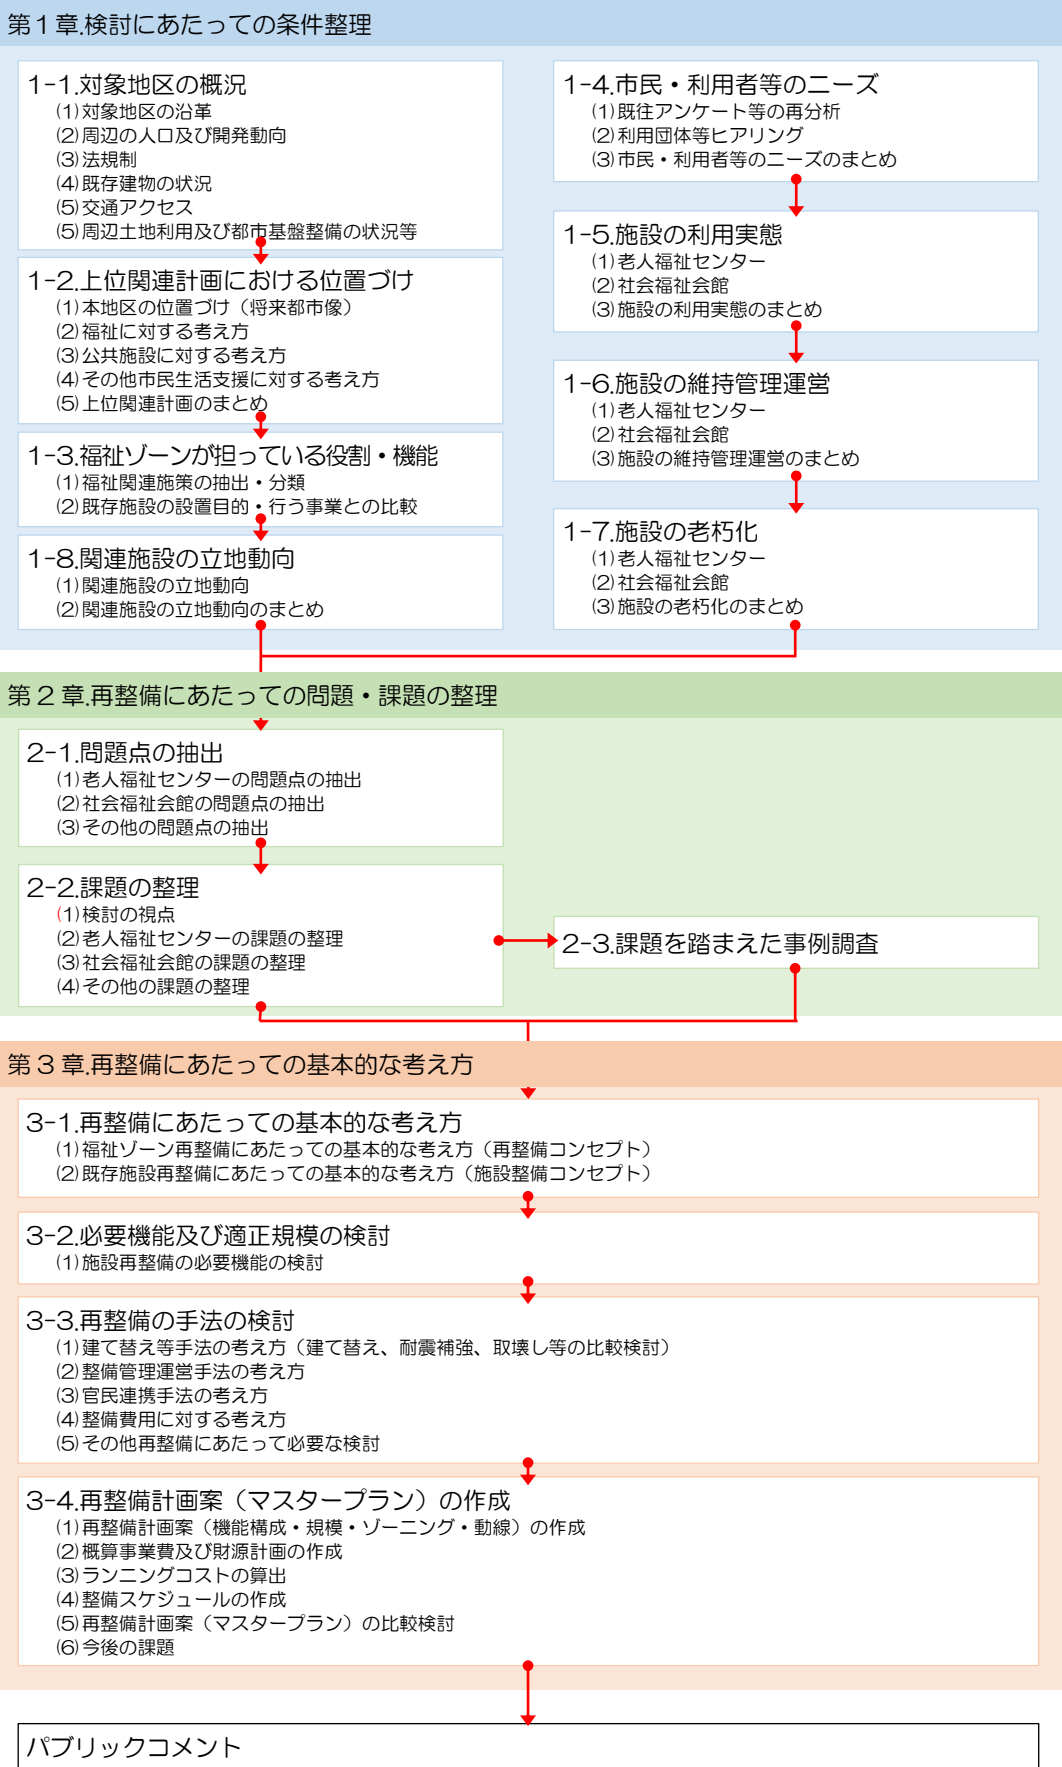 第1章.検討にあたっての条件整理
1-1.対象地区の概況
(1)対象地区の沿革
(2)周辺の人口及び開発動向
(3)法規制
(4)既存建物の状況
(5)交通アクセス
(5)周辺土地利用及び都市基盤整備の状況等
1-2.上位関連計画における位置づけ
(1)本地区の位置づけ（将来都市像）
(2)福祉に対する考え方
(3)公共施設に対する考え方
(4)その他市民生活支援に対する考え方
(5)上位関連計画のまとめ
1-3.福祉ゾーンが担っている役割・機能
(1)福祉関連施策の抽出・分類
(2)既存施設の設置目的・行う事業との比較
1-8.関連施設の立地動向
(1)関連施設の立地動向
(2)関連施設の立地動向のまとめ
1-4.市民・利用者等のニーズ
(1)既往アンケート等の再分析
(2)利用団体等ヒアリング
(3)市民・利用者等のニーズのまとめ
1-5.施設の利用実態
(1)老人福祉センター
(2)社会福祉会館
(3)施設の利用実態のまとめ
1-6.施設の維持管理運営
(1)老人福祉センター
(2)社会福祉会館
(3)施設の維持管理運営のまとめ
1-7.施設の老朽化
(1)老人福祉センター
(2)社会福祉会館
(3)施設の老朽化のまとめ
第2章.再整備にあたっての問題・課題の整理
2-1.問題点の抽出
(1)老人福祉センターの問題点の抽出
(2)社会福祉会館の問題点の抽出
(3)その他の問題点の抽出
2-2.課題の整理
(1)検討の視点
(2)老人福祉センターの課題の整理
(3)社会福祉会館の課題の整理
(4)その他の課題の整理
2-3.課題を踏まえた事例調査
第3章.再整備にあたっての基本的な考え方
3-1.再整備にあたっての基本的な考え方
(1)福祉ゾーン再整備にあたっての基本的な考え方（再整備コンセプト）
(2)既存施設再整備にあたっての基本的な考え方（施設整備コンセプト）
3-2.必要機能及び適正規模の検討
(1)施設再整備の必要機能の検討
3-3.再整備の手法の検討
(1)建て替え等手法の考え方（建て替え、耐震補強、取壊し等の比較検討）
(2)整備管理運営手法の考え方
(3)官民連携手法の考え方
(4)整備費用に対する考え方
(5)その他再整備にあたって必要な検討
3-4.再整備計画案（マスタープラン）の作成
(1)再整備計画案（機能構成・規模・ゾーニング・動線）の作成
(2)概算事業費及び財源計画の作成
(3)ランニングコストの算出
(4)整備スケジュールの作成
(5)再整備計画案（マスタープラン）の比較検討
(6)今後の課題
パブリックコメント